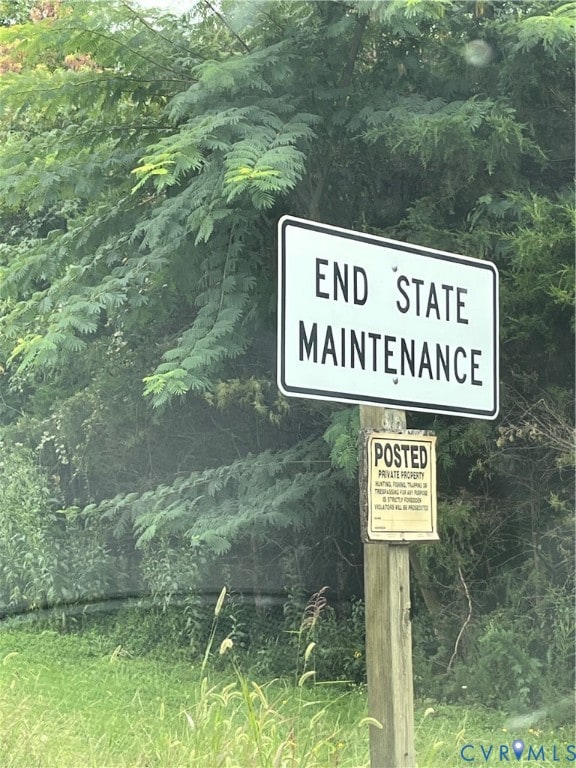 END STATE
MAINTENANCE
POSTED
PRIVATE PROPERTY
HUNTING, FISHING, TRAPPING OR
TRESPASSING FOR ANY PURPOSE
IS STRICTLY FORBIDDEN
VIOLATORS WILL BE PROSECUTED
CVRMLS